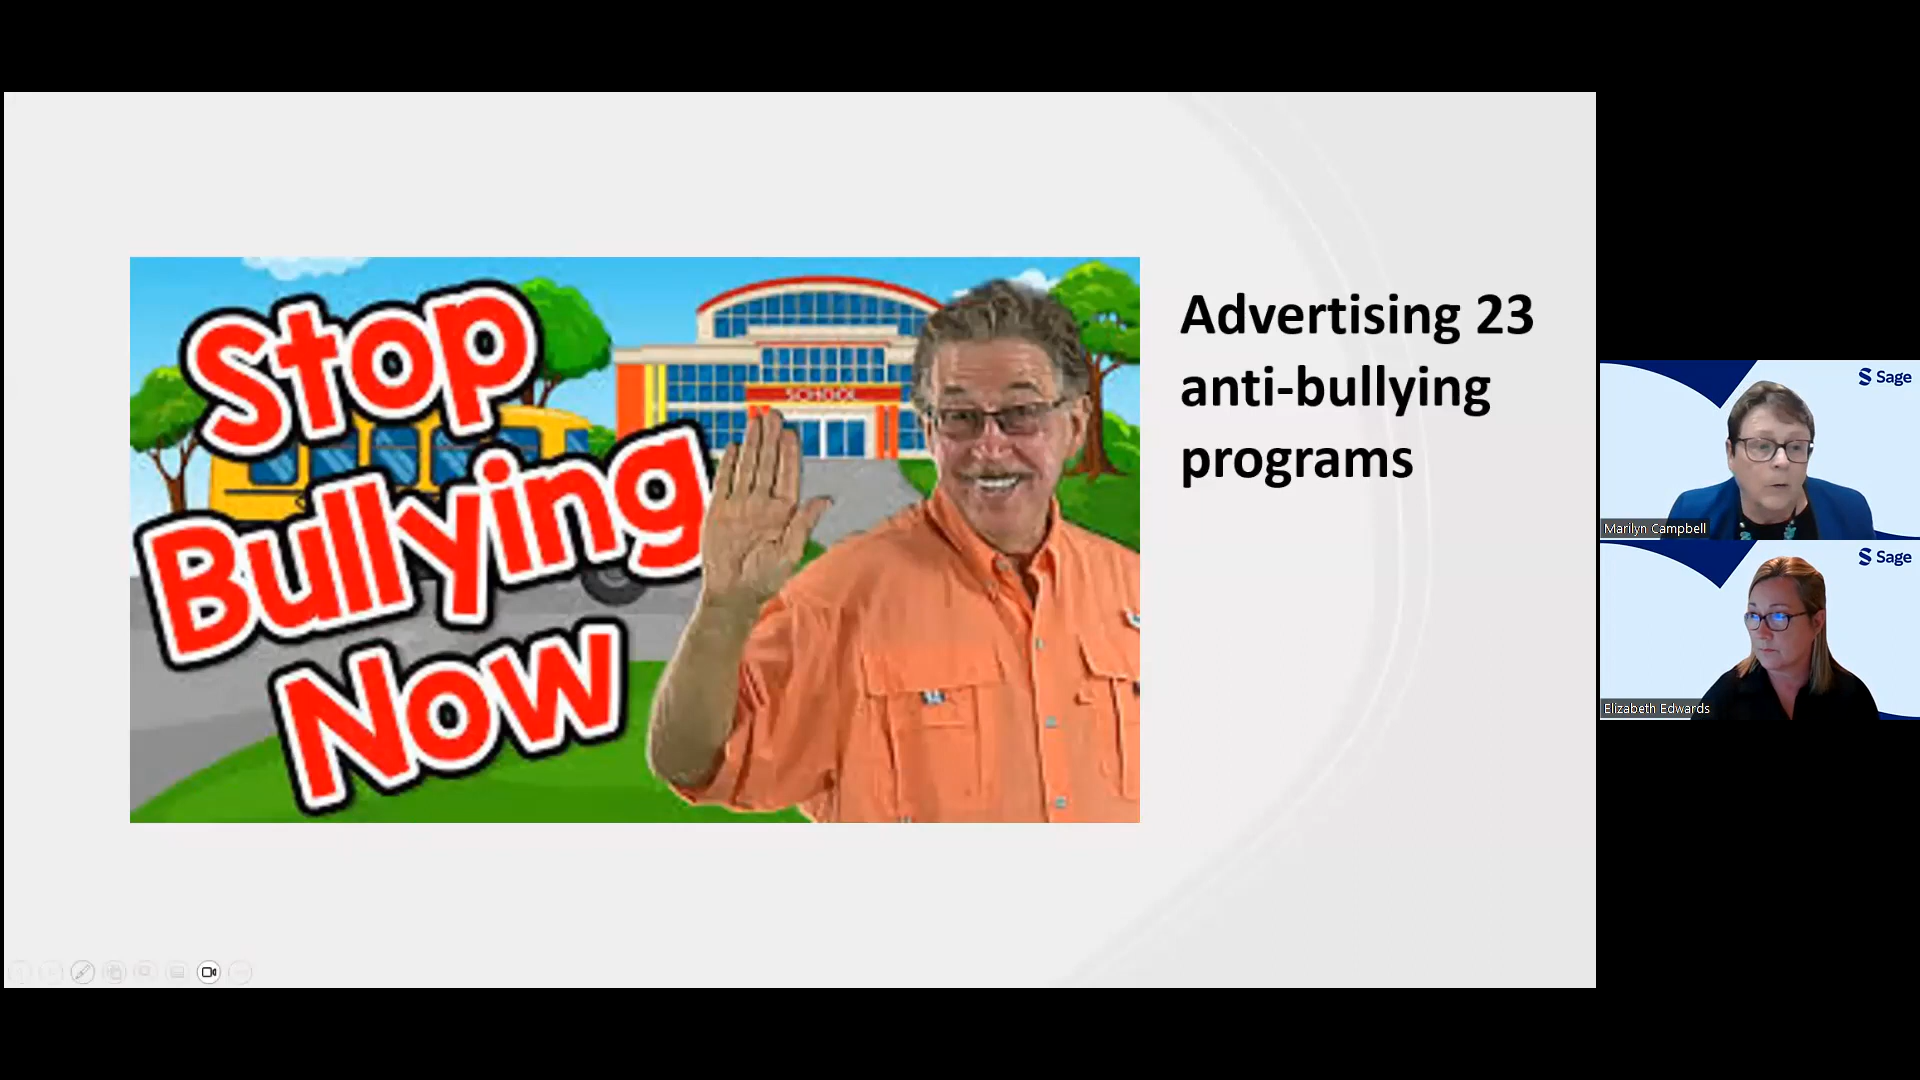 Stop
Bullying
Now
SCHOOL
Advertising 23
anti-bullying
programs
Sage
Marilyn Campbell
Sage
Elizabeth Edwards